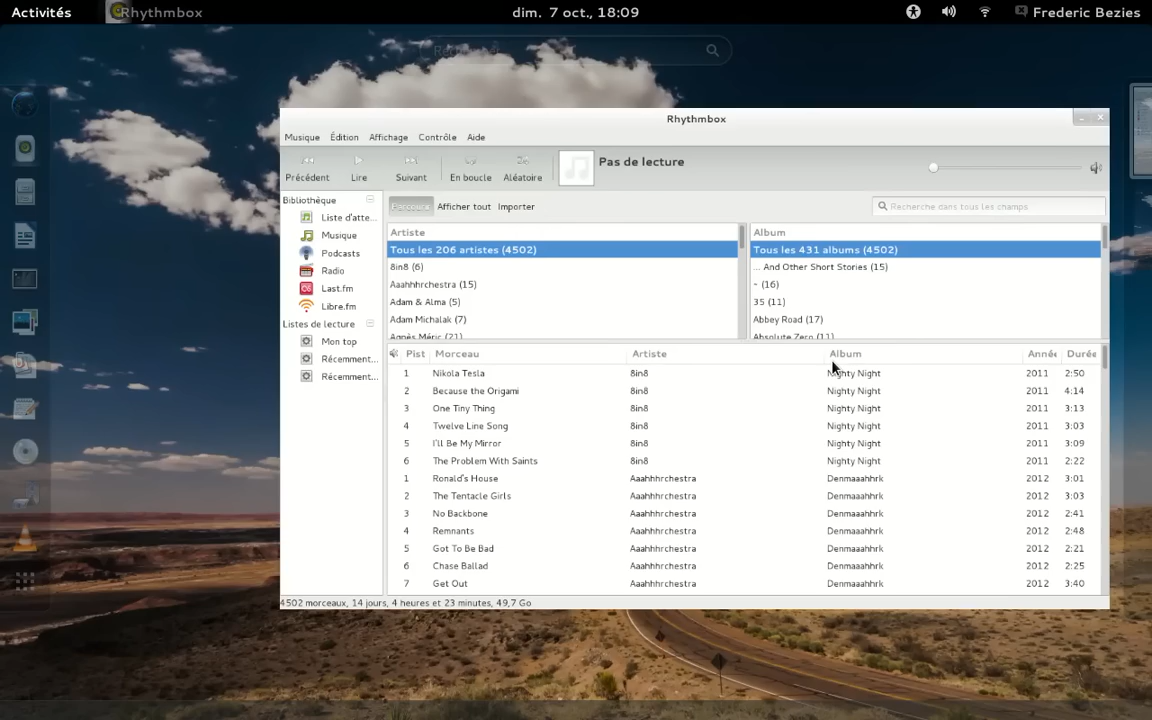 Activités Rhythmbox dim. 7 oct., 18:09 Frederic Bezies
Rhythmbox
Musique Édition Affichage Contrôle Aide
Précédent Lire Suivant En boucle Aléatoire Pas de lecture
Bibliothèque
Liste d'atte...
Musique
Podcasts
Radio
Last.fm
Libre.fm
Listes de lecture
Mon top
Récemment...
Récemment...
Parcourir Afficher tout Importer Recherche dans tous les champs
Artiste
Tous les 206 artistes (4502)
8in8 (6)
Aaahhhrchestra (15)
Adam & Alma (5)
Adam Michalak (7)
Agnès Méric (21)
Album
Tous les 431 albums (4502)
... And Other Short Stories (15)
- (16)
35 (11)
Abbey Road (17)
Absolute Zero (11)
Pist Morceau Artiste Album Année Durée
1 Nikola Tesla 8in8 Nighty Night 2011 2:50
2 Because the Origami 8in8 Nighty Night 2011 4:14
3 One Tiny Thing 8in8 Nighty Night 2011 3:13
4 Twelve Line Song 8in8 Nighty Night 2011 3:03
5 I'll Be My Mirror 8in8 Nighty Night 2011 3:09
6 The Problem With Saints 8in8 Nighty Night 2011 2:22
1 Ronald's House Aaahhhrchestra Denmaaahhrk 2012 3:01
2 The Tentacle Girls Aaahhhrchestra Denmaaahhrk 2012 3:03
3 No Backbone Aaahhhrchestra Denmaaahhrk 2012 2:41
4 Remnants Aaahhhrchestra Denmaaahhrk 2012 2:48
5 Got To Be Bad Aaahhhrchestra Denmaaahhrk 2012 2:21
6 Chase Ballad Aaahhhrchestra Denmaaahhrk 2012 2:25
7 Get Out Aaahhhrchestra Denmaaahhrk 2012 3:40
4502 morceaux, 14 jours, 4 heures et 23 minutes, 49,7 Go